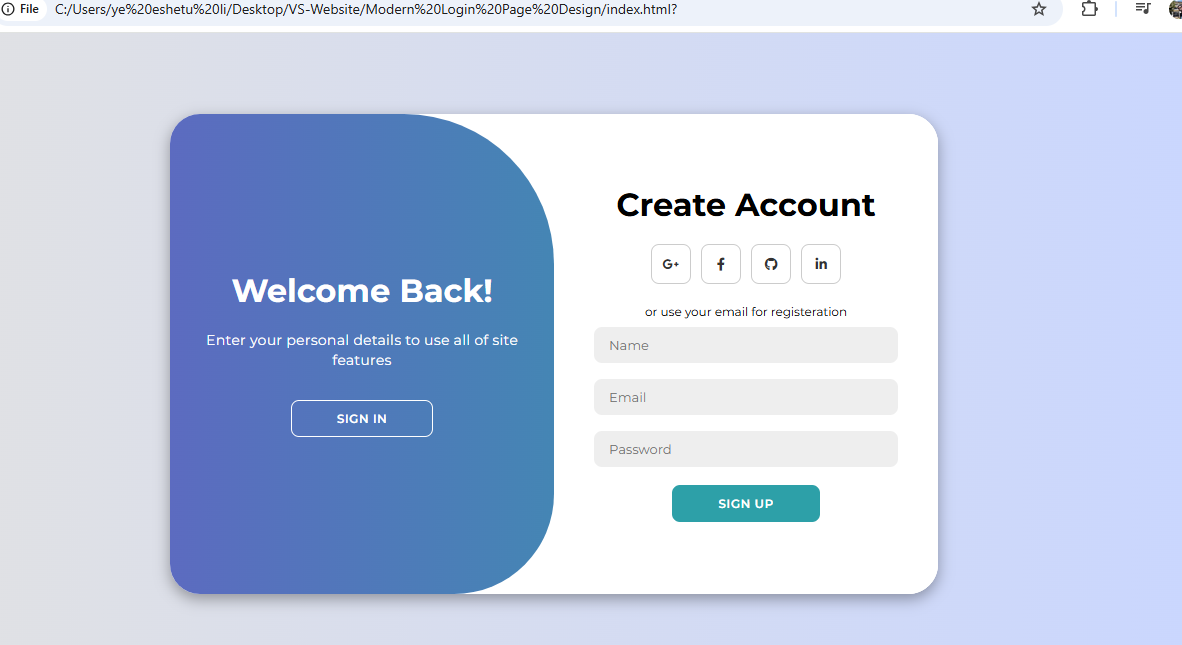 File C:/Users/ye%20eshetu%20li/Desktop/VS-Website/Modern%20Login%20Page%20Design/index.html?
Welcome Back!
Enter your personal details to use all of site
features
SIGN IN
Create Account
G+ f in
or use your email for registeration
Name
Email
Password
SIGN UP